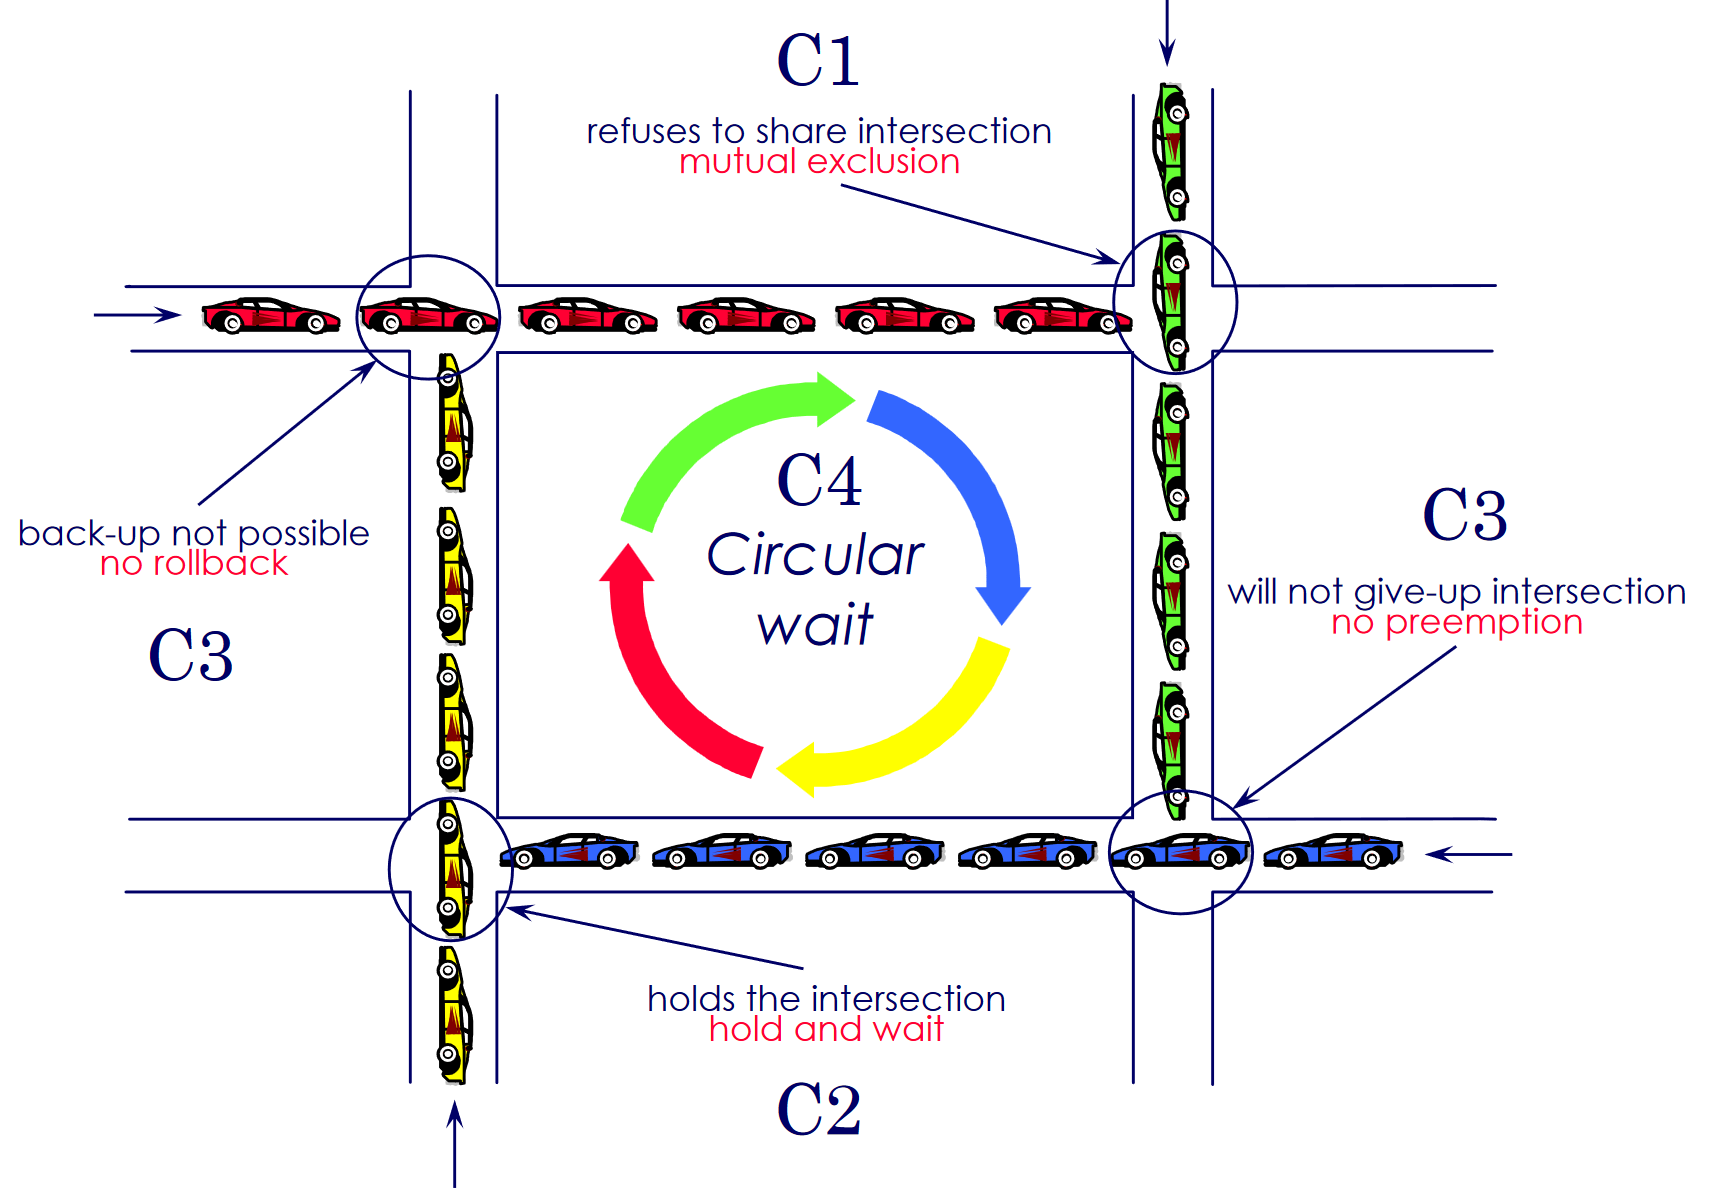 C1
refuses to share intersection
mutual exclusion
C4
Circular
wait
back-up not possible
no rollback
C3
C3
will not give-up intersection
no preemption
holds the intersection
hold and wait
C2